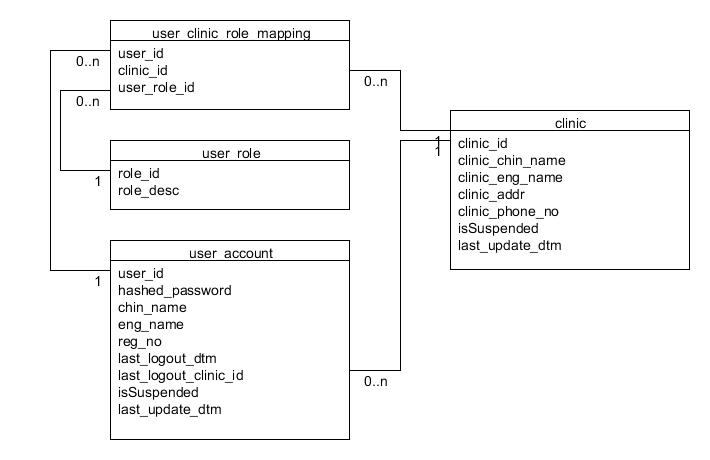 user_clinic_role_mapping
user_id
clinic_id
user_role_id
0..n
0..n
0..n
user_role
role_id
role_desc
1
clinic
1
1
clinic_id
clinic_chin_name
clinic_eng_name
clinic_addr
clinic_phone_no
isSuspended
last_update_dtm
user_account
1
user_id
hashed_password
chin_name
eng_name
reg_no
last_logout_dtm
last_logout_clinic_id
isSuspended
last_update_dtm
0..n